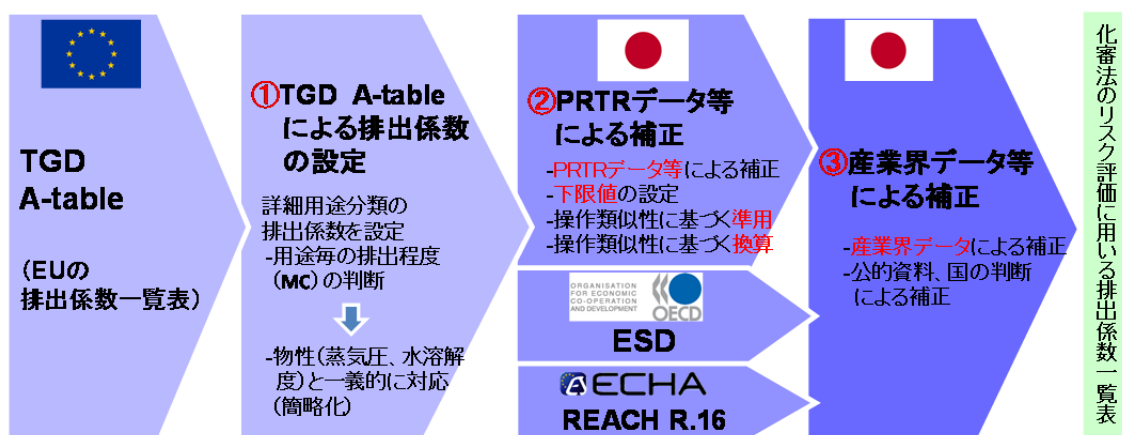 TGD
A-table
(EUの
排出係数一覧表)
①TGD A-table
による排出係数
の設定
詳細用途分類の
排出係数を設定
-用途毎の排出程度
(MC)の判断
-物性(蒸気圧、水溶解
度)と一義的に対応
(簡略化)
②PRTRデータ等
による補正
-PRTRデータ等による補正
-下限値の設定
-操作類似性に基づく準用
-操作類似性に基づく換算
ORGANISATION
FOR ECONOMIC
CO-OPERATION
AND DEVELOPMENT
OECD
ESD
ECHA
REACH R.16
③産業界データ等
による補正
-産業界データによる補正
-公的資料、国の判断
による補正
化審法のリスク評価に用いる排出係数一覧表